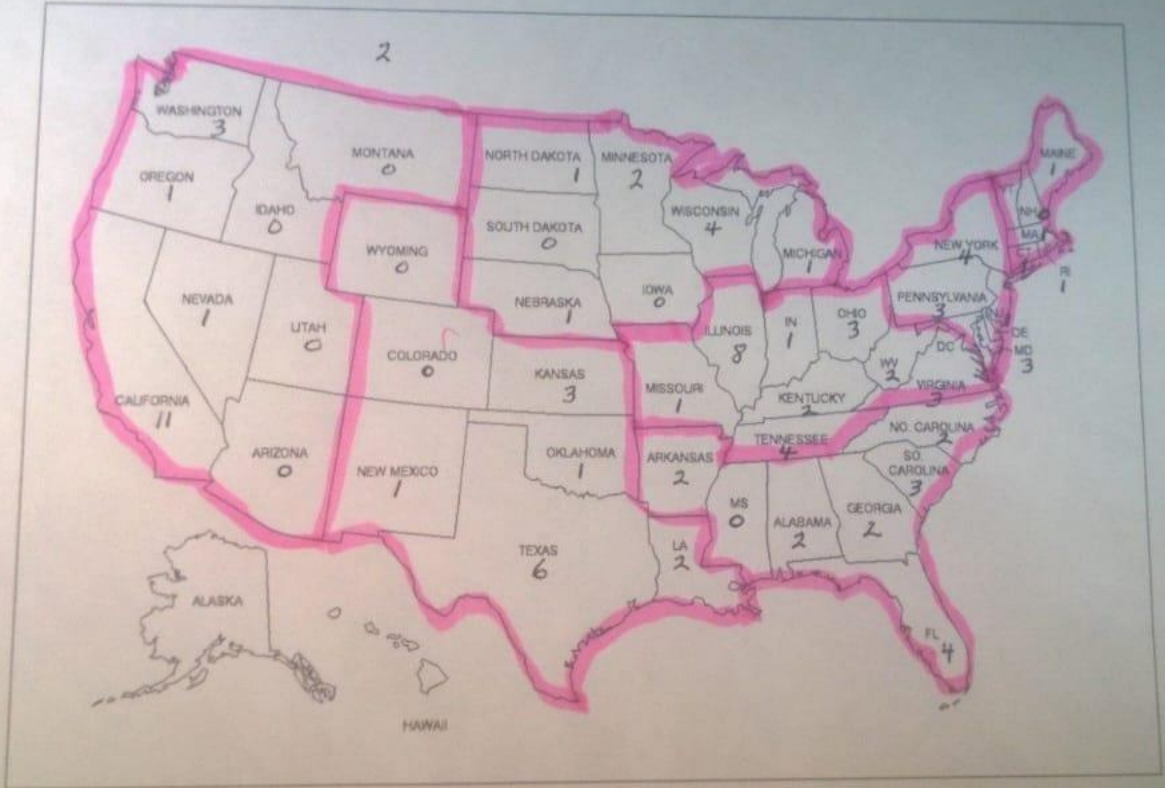 2
WASHINGTON
3
MONTANA
0
NORTH DAKOTA
1
MINNESOTA
2
MAINE
1
OREGON
1
IDAHO
0
NH
MA
WISCONSIN
4
SOUTH DAKOTA
0
WYOMING
0
MICHIGAN
1
NEW YORK
4
RI
1
NEVADA
1
UTAH
0
NEBRASKA
1
IOWA
0
PENNSYLVANIA
3
ILLINOIS
8
IN
1
OHIO
3
DE
MD
3
DC
COLORADO
0
KANSAS
3
MISSOURI
1
WV
2
VIRGINIA
3
KENTUCKY
2
CALIFORNIA
11
ARIZONA
0
NEW MEXICO
1
OKLAHOMA
1
ARKANSAS
2
TENNESSEE
4
NO. CAROLINA
2
SO.
CAROLINA
3
MS
0
ALABAMA
2
GEORGIA
2
TEXAS
6
LA
2
ALASKA
FL
4
HAWAII